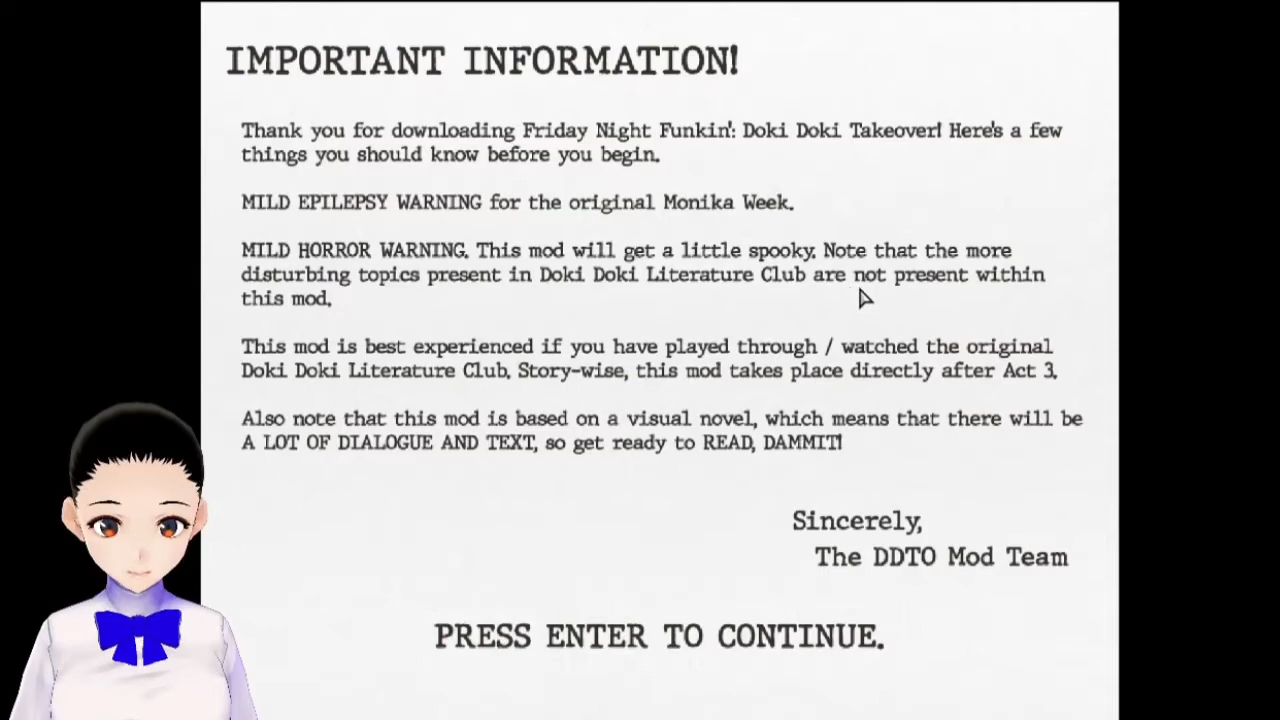 IMPORTANT INFORMATION!
Thank you for downloading Friday Night Funkin': Doki Doki Takeover! Here's a few
things you should know before you begin.
MILD EPILEPSY WARNING for the original Monika Week.
MILD HORROR WARNING. This mod will get a little spooky. Note that the more
disturbing topics present in Doki Doki Literature Club are not present within
this mod.
This mod is best experienced if you have played through / watched the original
Doki Doki Literature Club. Story-wise, this mod takes place directly after Act 3.
Also note that this mod is based on a visual novel, which means that there will be
A LOT OF DIALOGUE AND TEXT, so get ready to READ, DAMMIT!
Sincerely,
The DDTO Mod Team
PRESS ENTER TO CONTINUE.